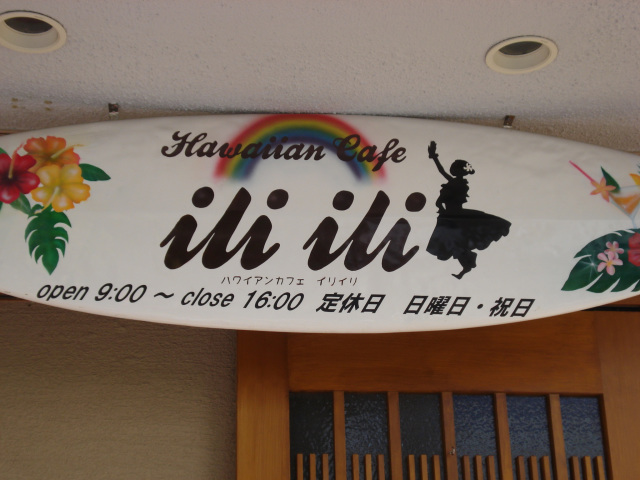 Hawaiian Cafe
ili ili
ハワイアンカフェ イリイリ
open 9:00 ～ close 16:00 定休日 日曜日・祝日